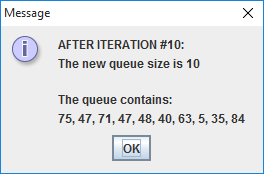 Message
AFTER ITERATION #10:
The new queue size is 10
The queue contains:
75, 47, 71, 47, 48, 40, 63, 5, 35, 84
OK